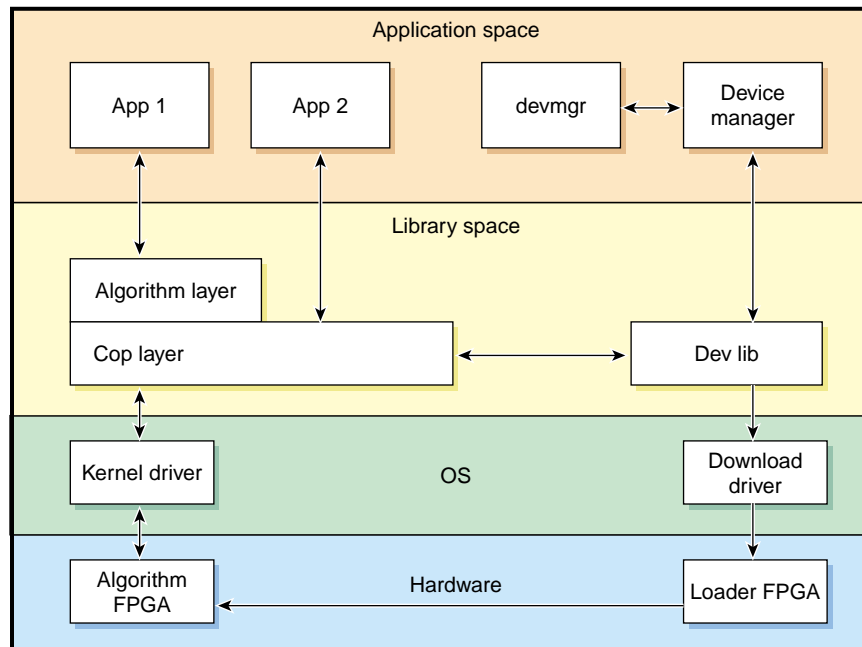 Application space
App 1
App 2
devmgr
Device
manager
Library space
Algorithm layer
Cop layer
Dev lib
Kernel driver
OS
Download
driver
Algorithm
FPGA
Hardware
Loader FPGA